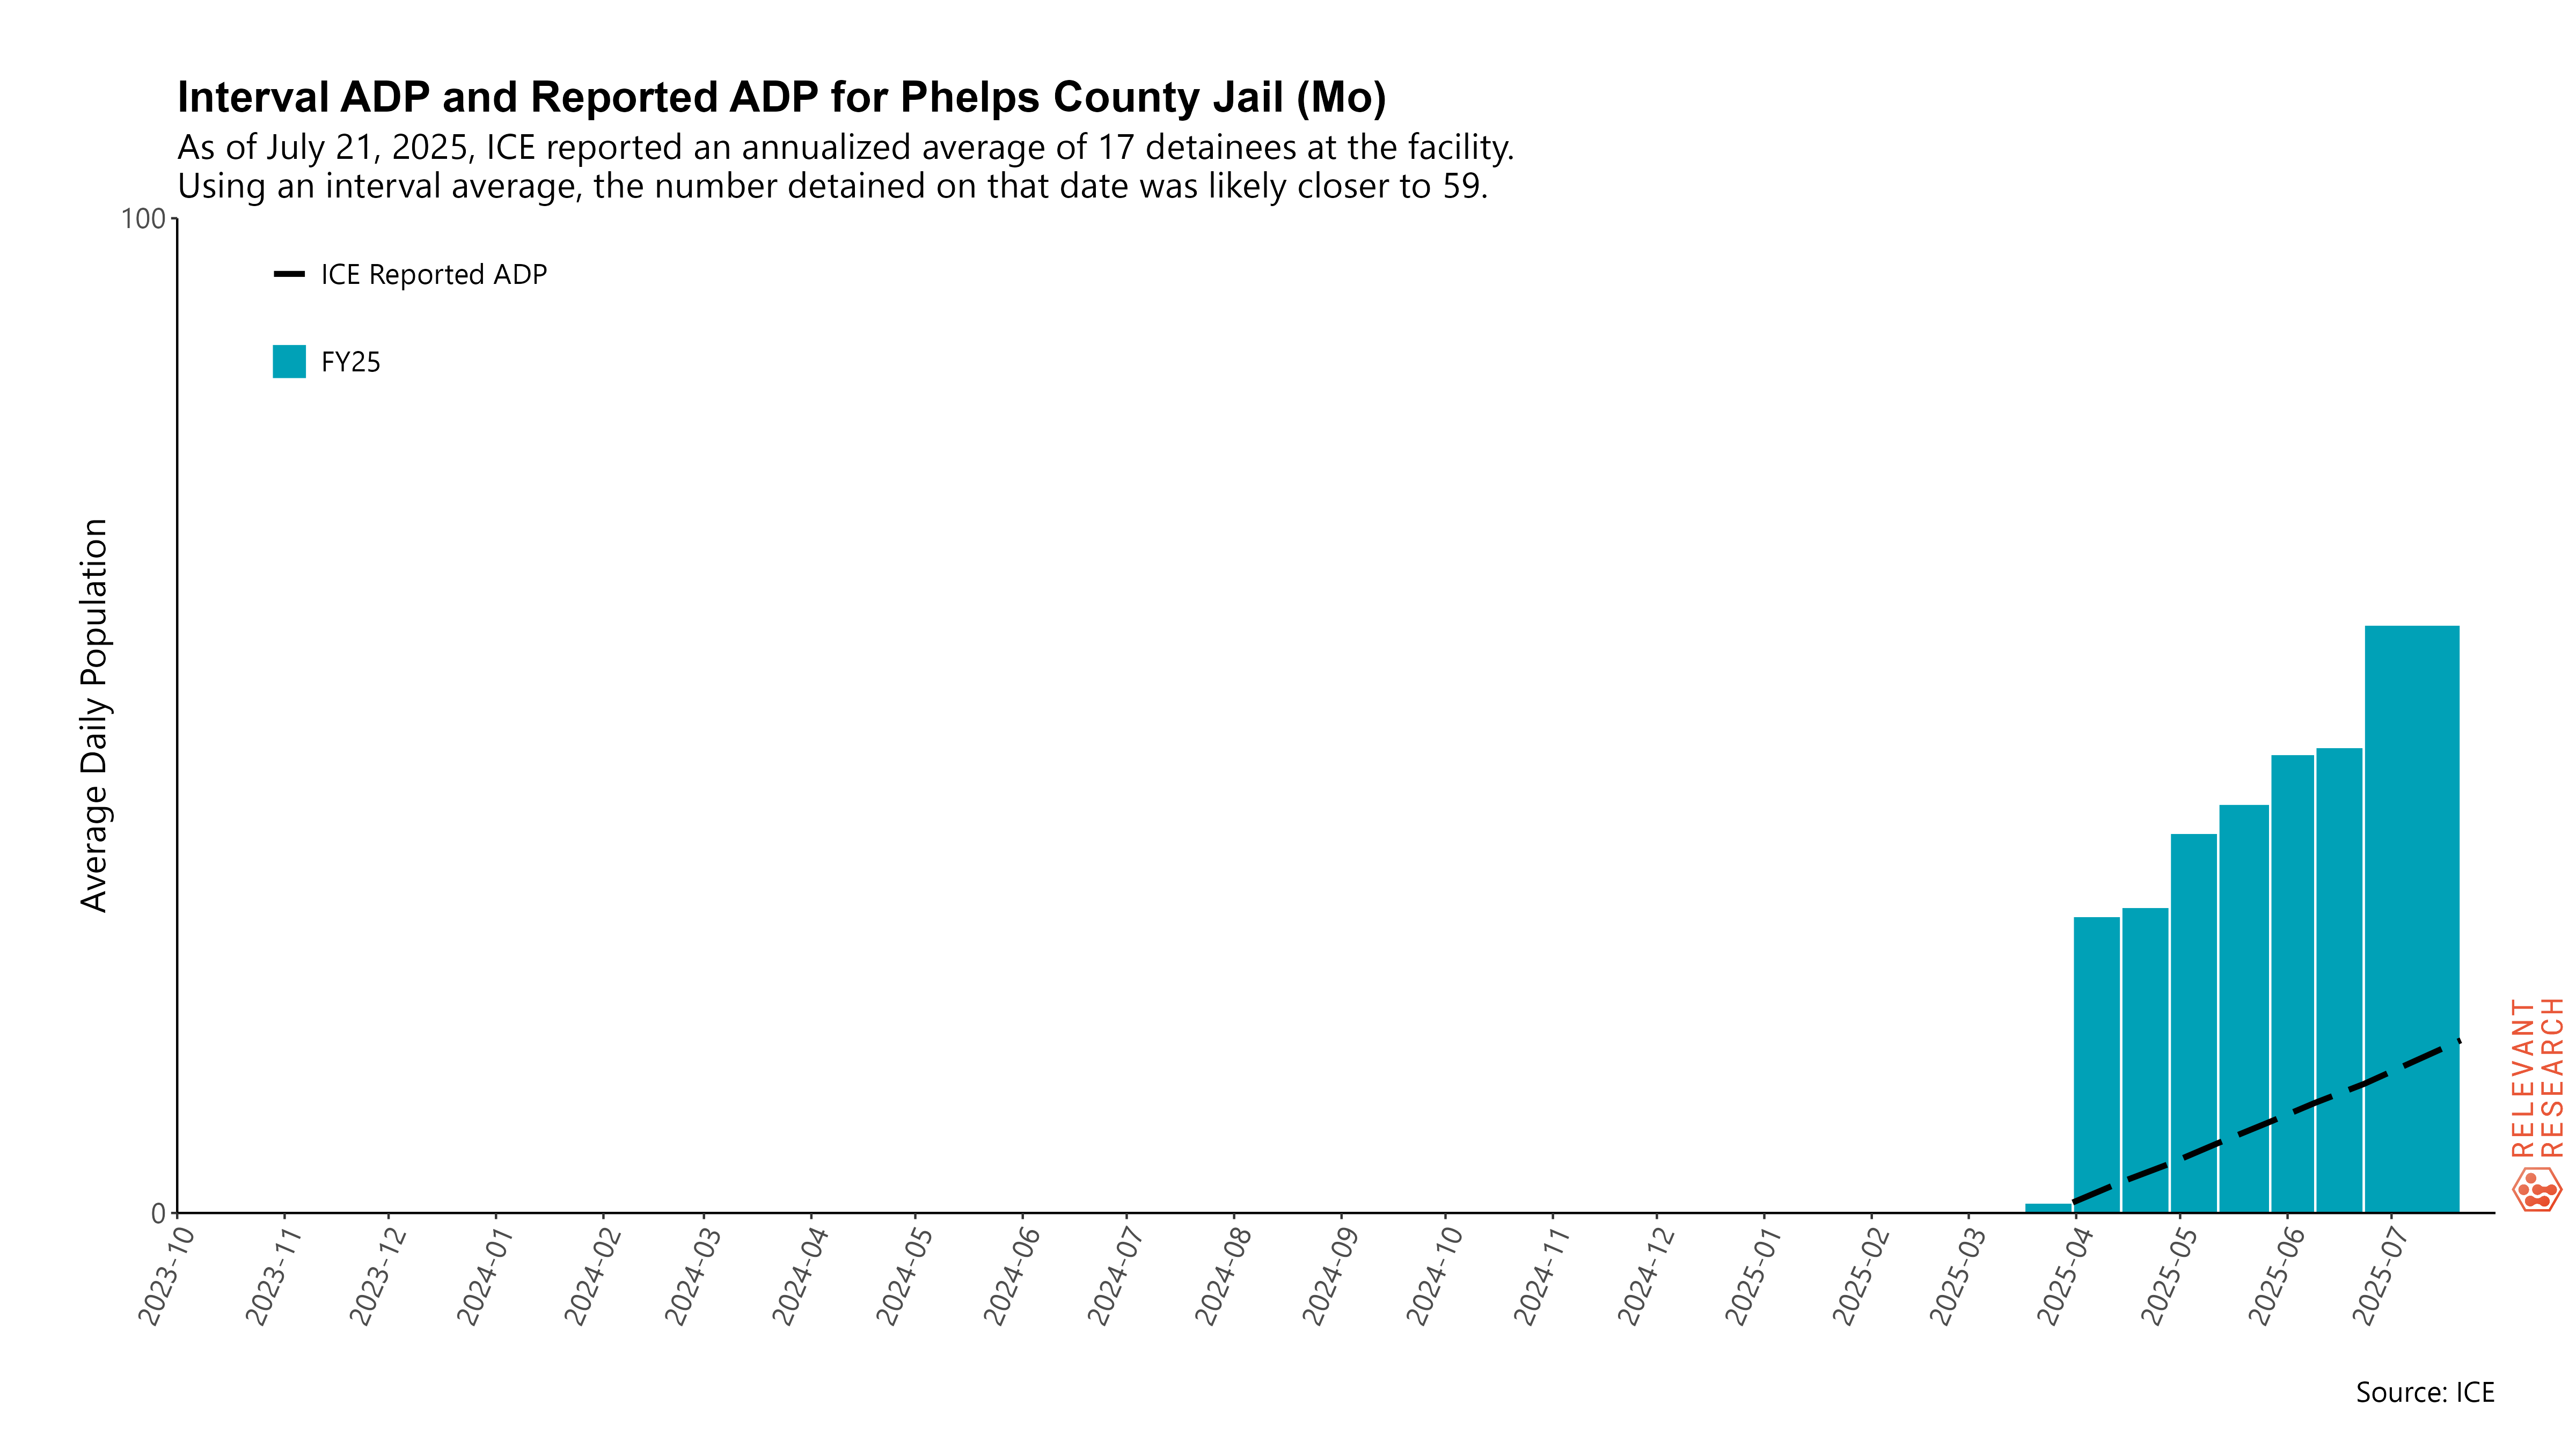 Interval ADP and Reported ADP for Phelps County Jail (Mo)
As of July 21, 2025, ICE reported an annualized average of 17 detainees at the facility.
Using an interval average, the number detained on that date was likely closer to 59.
100
ICE Reported ADP
FY25
Average Daily Population
0
2023-10
2023-11
2023-12
2024-01
2024-02
2024-03
2024-04
2024-05
2024-06
2024-07
2024-08
2024-09
2024-10
2024-11
2024-12
2025-01
2025-02
2025-03
2025-04
2025-05
2025-06
2025-07
RELEVANT
RESEARCH
Source: ICE